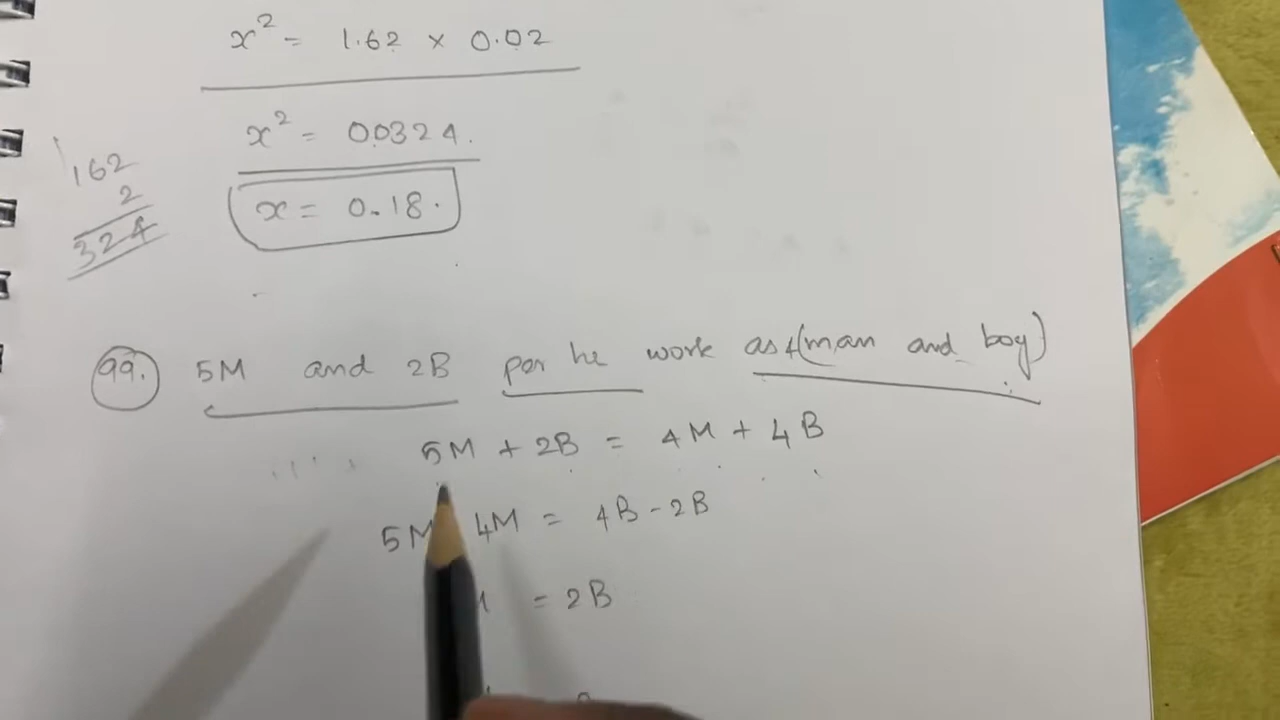 x² = 1.62 × 0.02
x² = 0.0324.
x = 0.18.
162
2
324
99. 5M and 2B per he work as 4(man and boy)
5M + 2B = 4M + 4B
5M 4M = 4B - 2B
= 2B